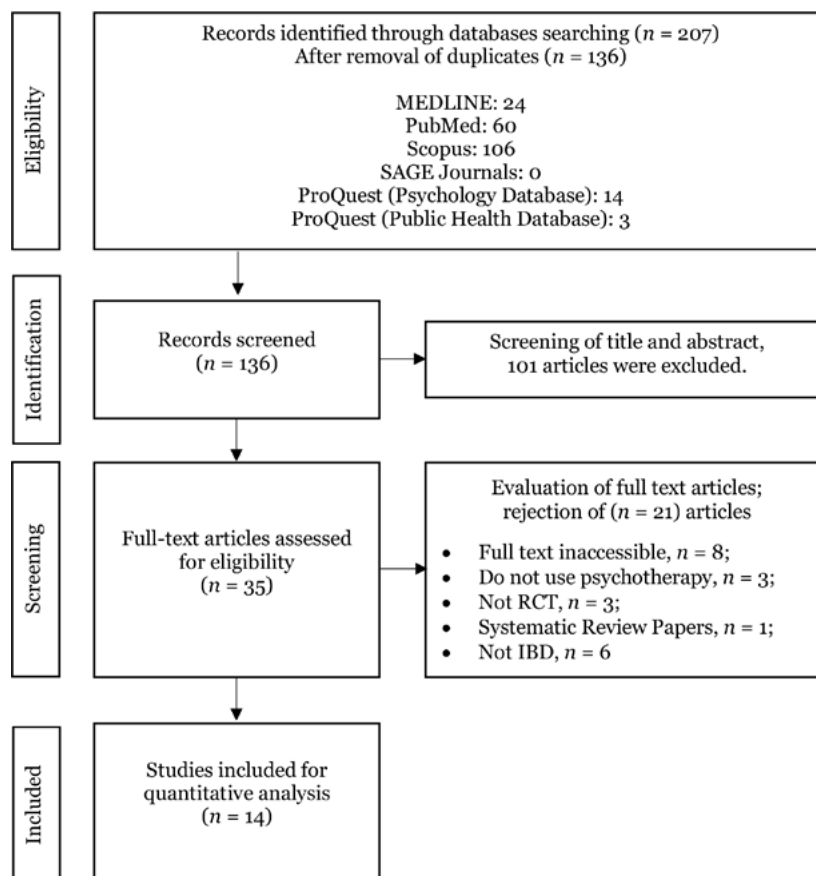 Eligibility
Records identified through databases searching (n = 207)
After removal of duplicates (n = 136)
MEDLINE: 24
PubMed: 60
Scopus: 106
SAGE Journals: 0
ProQuest (Psychology Database): 14
ProQuest (Public Health Database): 3
Identification
Records screened
(n = 136)
Screening of title and abstract,
101 articles were excluded.
Screening
Full-text articles assessed
for eligibility
(n = 35)
Evaluation of full text articles;
rejection of (n = 21) articles
• Full text inaccessible, n = 8;
• Do not use psychotherapy, n = 3;
• Not RCT, n = 3;
• Systematic Review Papers, n = 1;
• Not IBD, n = 6
Included
Studies included for
quantitative analysis
(n = 14)